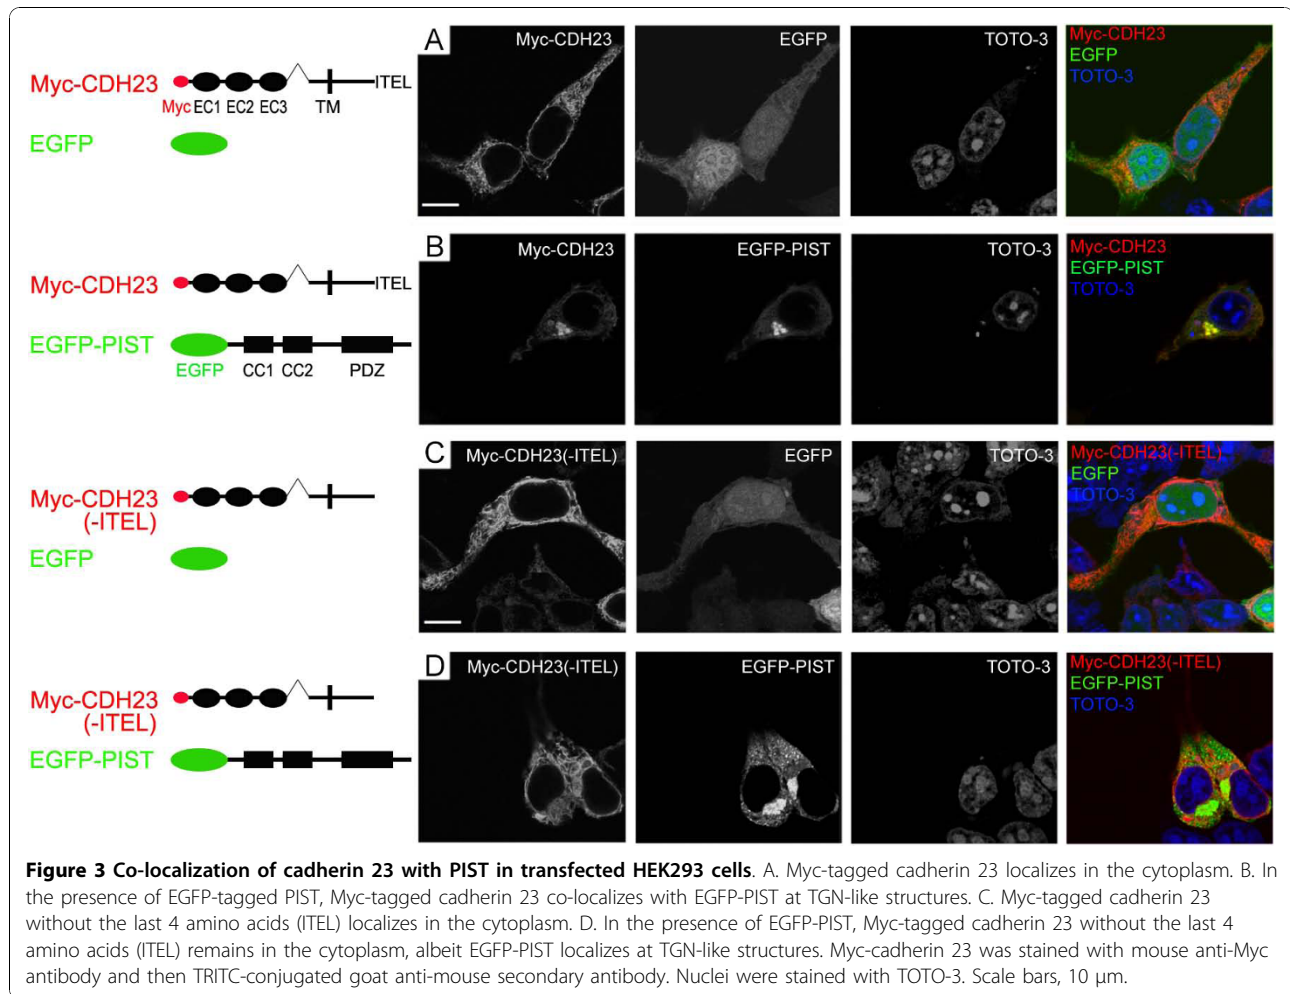 A
Myc-CDH23
EGFP
TOTO-3
Myc-CDH23
EGFP
TOTO-3
Myc-CDH23
ITEL
Myc EC1 EC2 EC3 TM
EGFP
B
Myc-CDH23
EGFP-PIST
TOTO-3
Myc-CDH23
EGFP-PIST
TOTO-3
Myc-CDH23
ITEL
EGFP-PIST
EGFP CC1 CC2 PDZ
C
Myc-CDH23(-ITEL)
EGFP
TOTO-3
Myc-CDH23(-ITEL)
EGFP
TOTO-3
Myc-CDH23
(-ITEL)
EGFP
D
Myc-CDH23(-ITEL)
EGFP-PIST
TOTO-3
Myc-CDH23(-ITEL)
EGFP-PIST
TOTO-3
Myc-CDH23
(-ITEL)
EGFP-PIST
Figure 3 Co-localization of cadherin 23 with PIST in transfected HEK293 cells. A. Myc-tagged cadherin 23 localizes in the cytoplasm. B. In
the presence of EGFP-tagged PIST, Myc-tagged cadherin 23 co-localizes with EGFP-PIST at TGN-like structures. C. Myc-tagged cadherin 23
without the last 4 amino acids (ITEL) localizes in the cytoplasm. D. In the presence of EGFP-PIST, Myc-tagged cadherin 23 without the last 4
amino acids (ITEL) remains in the cytoplasm, albeit EGFP-PIST localizes at TGN-like structures. Myc-cadherin 23 was stained with mouse anti-Myc
antibody and then TRITC-conjugated goat anti-mouse secondary antibody. Nuclei were stained with TOTO-3. Scale bars, 10 μm.